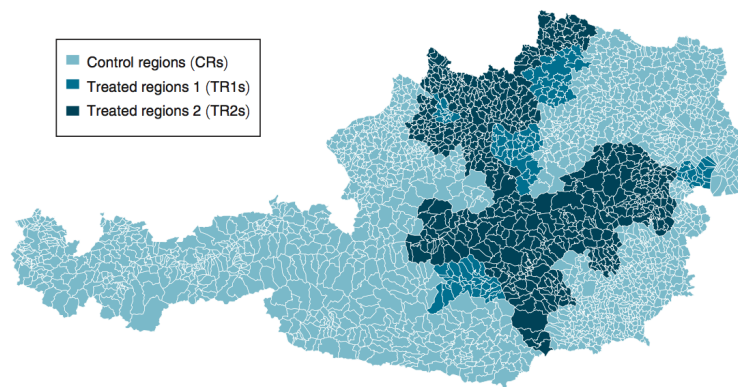 Control regions (CRs)
Treated regions 1 (TR1s)
Treated regions 2 (TR2s)